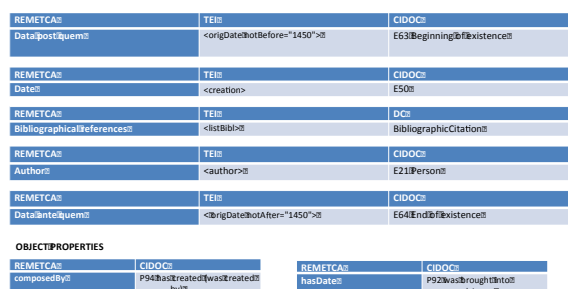 REMETCA TEI CIDOC
Data post quem <origDate notBefore="1450"> E63 Beginning of existence
REMETCA TEI CIDOC
Date <creation> E50
REMETCA TEI DC
Bibliographical references <listBibl> BibliographicCitation
REMETCA TEI CIDOC
Author <author> E21 Person
REMETCA TEI CIDOC
Data ante quem <origDate notAfter="1450"> E64 End of existence
OBJECT PROPERTIES
REMETCA CIDOC REMETCA CIDOC
composedBy P94 has created (was created hasDate P92 was brought into
by)